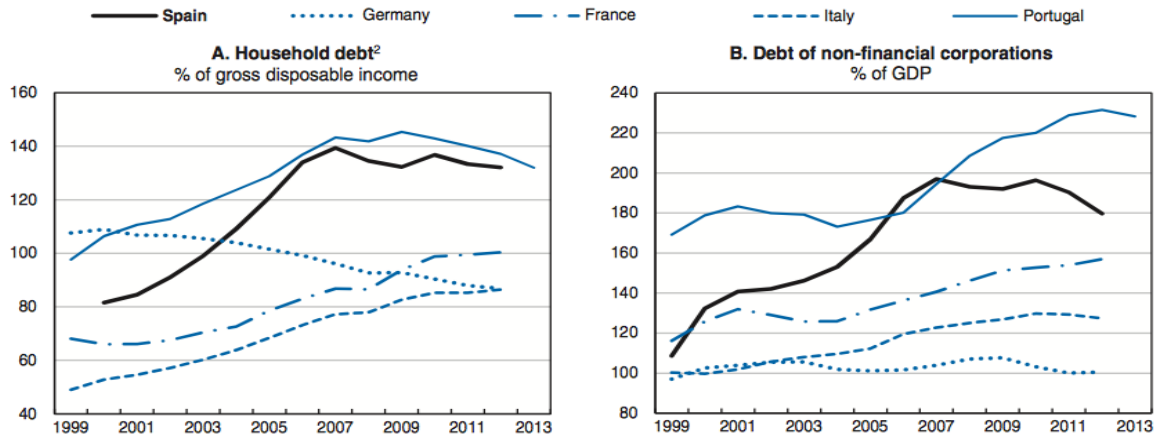 Spain Germany France Italy Portugal
A. Household debt²
% of gross disposable income
160
140
120
100
80
60
40
1999 2001 2003 2005 2007 2009 2011 2013
B. Debt of non-financial corporations
% of GDP
240
220
200
180
160
140
120
100
80
1999 2001 2003 2005 2007 2009 2011 2013